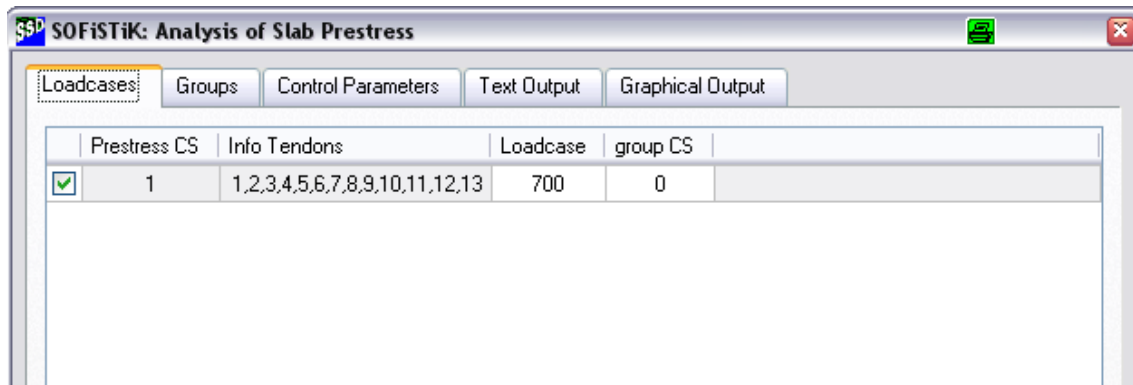 SSD SOFiSTiK: Analysis of Slab Prestress
Loadcases Groups Control Parameters Text Output Graphical Output
Prestress CS Info Tendons Loadcase group CS
1 1,2,3,4,5,6,7,8,9,10,11,12,13 700 0